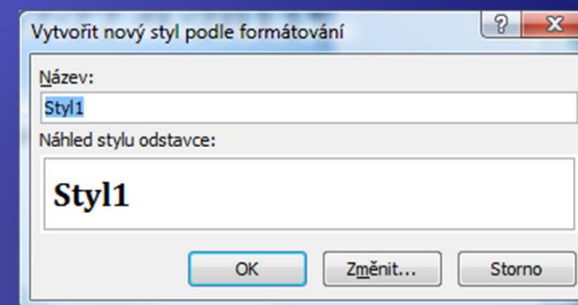 Vytvořit nový styl podle formátování
Název:
Styl1
Náhled stylu odstavce:
Styl1
OK Změnit... Storno